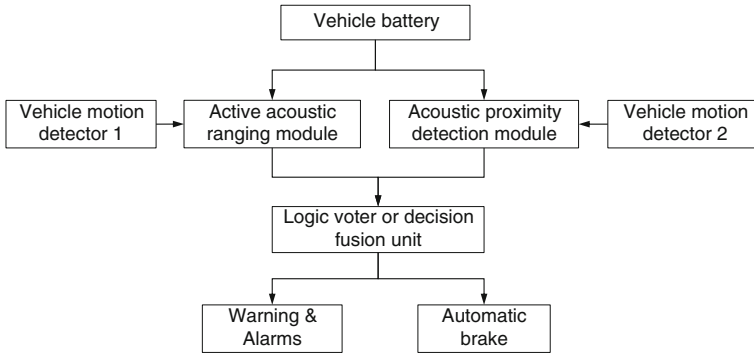 Vehicle battery
Vehicle motion
detector 1
Active acoustic
ranging module
Acoustic proximity
detection module
Vehicle motion
detector 2
Logic voter or decision
fusion unit
Warning &
Alarms
Automatic
brake